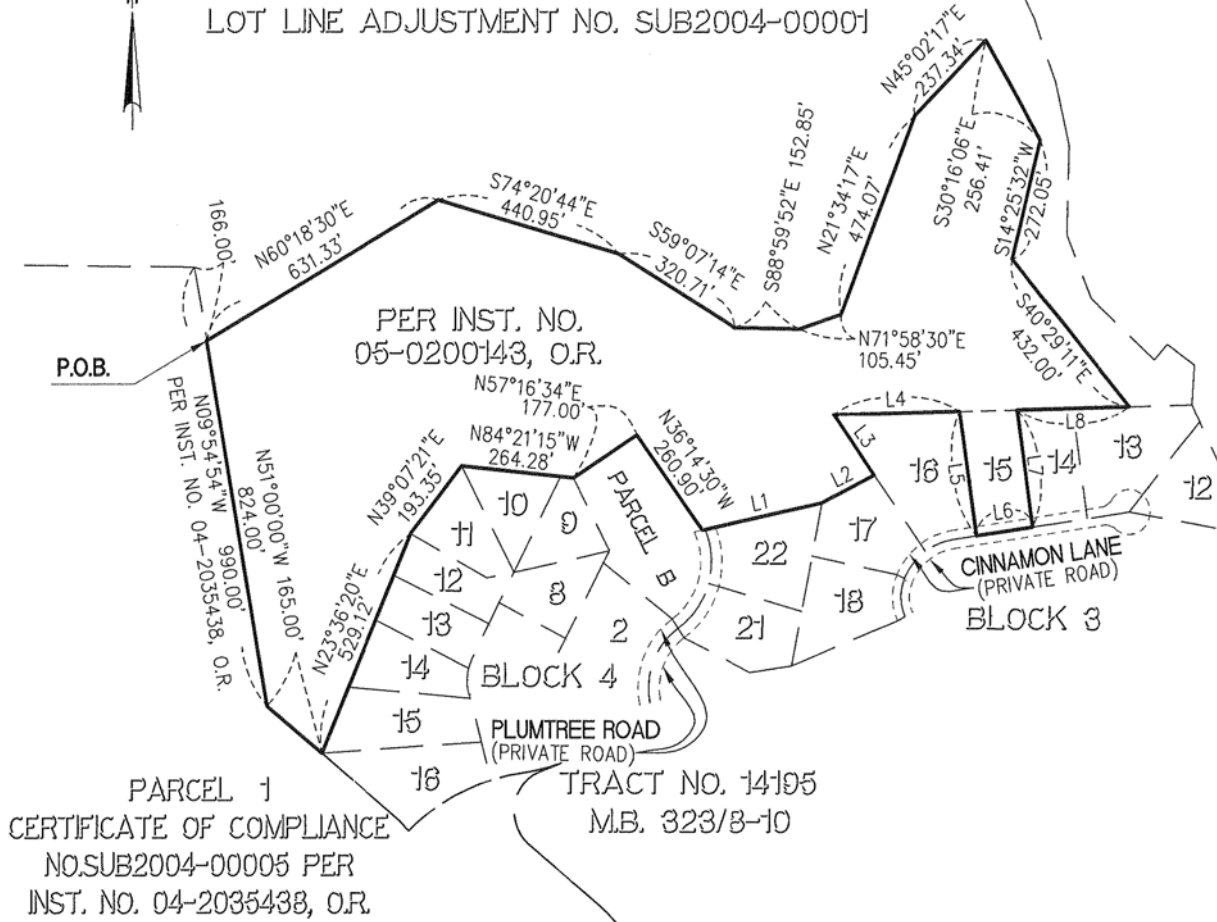 LOT LINE ADJUSTMENT NO. SUB2004-00001
N45°02'17"E
237.34'
S30°16'06"E
256.41'
S14°25'32"W
272.05'
N21°34'17"E
474.07'
S88°59'52"E 152.85'
S74°20'44"E
440.95'
S59°07'14"E
320.71'
N60°18'30"E
631.33'
166.00'
P.O.B.
PER INST. NO.
05-0200143, O.R.
N71°58'30"E
105.45'
S40°29'11"E
432.00'
N57°16'34"E
177.00'
N84°21'15"W
264.28'
N36°14'30"W
260.90'
N39°07'21"E
193.35'
N09°54'54"W 990.00'
PER INST. NO. 04-2035438, O.R.
N51°00'00"W 165.00'
824.00'
N23°36'20"E
529.12'
L1
L2
L3
L4
L5
L6
L7
L8
PARCEL B
10
9
11
12
8
13
14
2
15
16
22
21
17
18
16
15
14
13
12
BLOCK 4
PLUMTREE ROAD
(PRIVATE ROAD)
CINNAMON LANE
(PRIVATE ROAD)
BLOCK 3
TRACT NO. 14195
M.B. 323/8-10
PARCEL 1
CERTIFICATE OF COMPLIANCE
NO.SUB2004-00005 PER
INST. NO. 04-2035438, O.R.